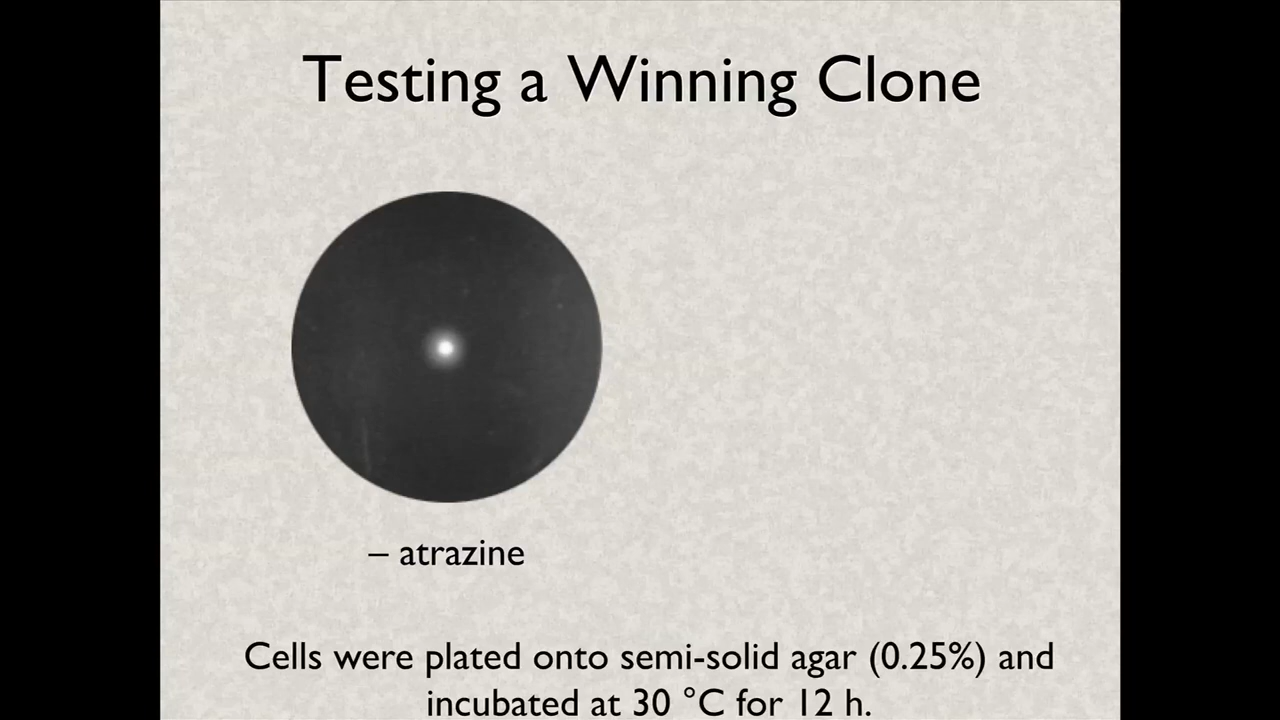 Testing a Winning Clone
– atrazine
Cells were plated onto semi-solid agar (0.25%) and
incubated at 30 °C for 12 h.